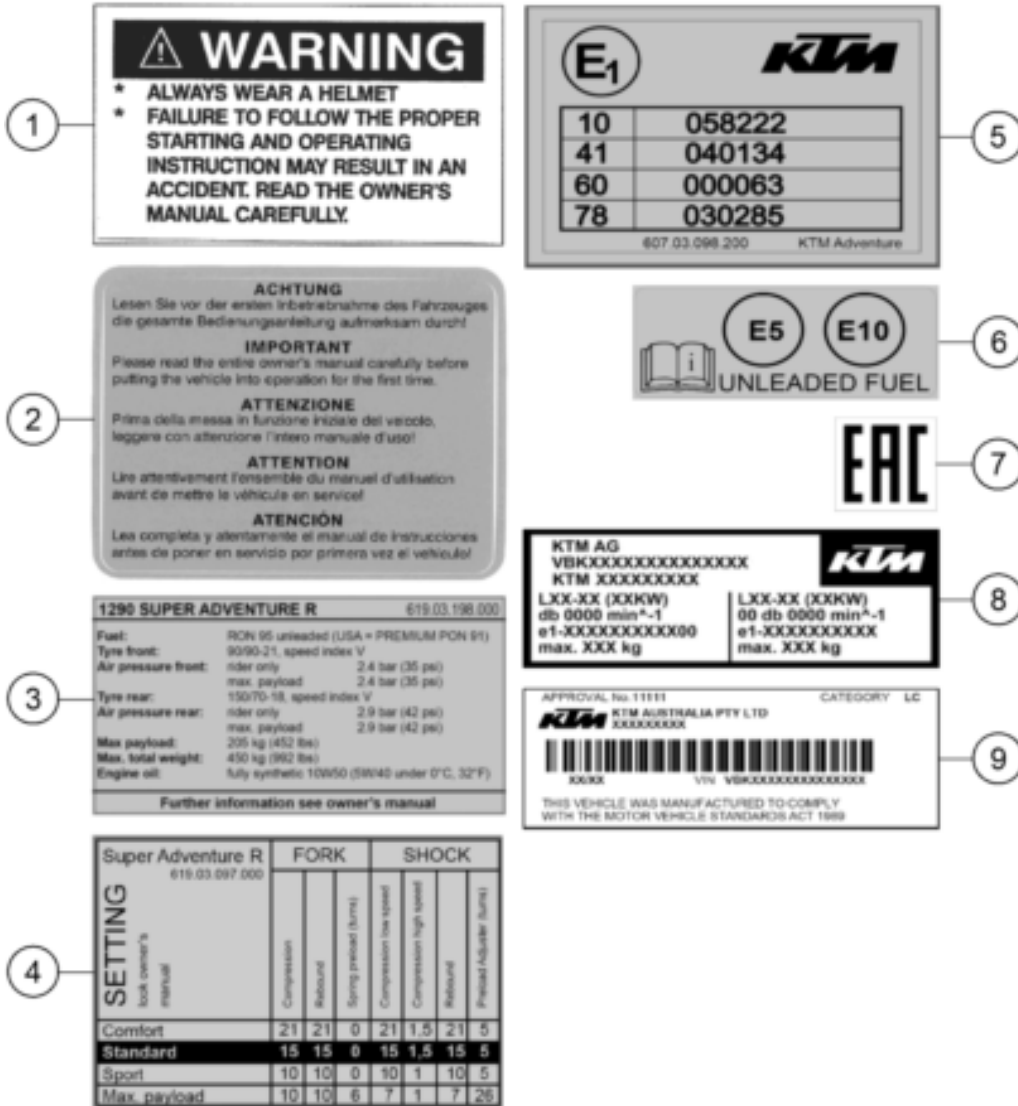 1
WARNING
* ALWAYS WEAR A HELMET
* FAILURE TO FOLLOW THE PROPER
STARTING AND OPERATING
INSTRUCTION MAY RESULT IN AN
ACCIDENT. READ THE OWNER'S
MANUAL CAREFULLY.
2
ACHTUNG
Lesen Sie vor der ersten Inbetriebnahme des Fahrzeuges
die gesamte Bedienungsanleitung aufmerksam durch!
IMPORTANT
Please read the entire owner's manual carefully before
putting the vehicle into operation for the first time.
ATTENZIONE
Prima della messa in funzione iniziale del veicolo,
leggere con attenzione l'intero manuale d'uso!
ATTENTION
Lire attentivement l'ensemble du manuel d'utilisation
avant de mettre le véhicule en service!
ATENCIÓN
Lea completa y atentamente el manual de instrucciones
antes de poner en servicio por primera vez el vehículo!
3
1290 SUPER ADVENTURE R 619.03.198.000
Fuel: RON 95 unleaded (USA = PREMIUM PON 91)
Tyre front: 90/90-21, speed index V
Air pressure front: rider only 2.4 bar (35 psi)
max. payload 2.4 bar (35 psi)
Tyre rear: 150/70-18, speed index V
Air pressure rear: rider only 2.9 bar (42 psi)
max. payload 2.9 bar (42 psi)
Max payload: 205 kg (452 lbs)
Max. total weight: 450 kg (992 lbs)
Engine oil: fully synthetic 10W50 (5W/40 under 0°C, 32°F)
Further information see owner's manual
4
Super Adventure R FORK SHOCK
619.03.097.000
SETTING
look owner's
manual
Compression
Rebound
Spring preload (turns)
Compression low speed
Compression high speed
Rebound
Preload Adjuster (turns)
Comfort 21 21 0 21 1,5 21 5
Standard 15 15 0 15 1,5 15 5
Sport 10 10 0 10 1 10 5
Max. payload 10 10 6 7 1 7 26
5
E1 KTM
10 058222
41 040134
60 000063
78 030285
607.03.098.200 KTM Adventure
6
E5 E10
i
UNLEADED FUEL
7
EAC
8
KTM AG
VBKXXXXXXXXXXXXXX
KTM XXXXXXXXX
KTM
LXX-XX (XXKW) LXX-XX (XXKW)
db 0000 min^-1 00 db 0000 min^-1
e1-XXXXXXXXXX00 e1-XXXXXXXXXX
max. XXX kg max. XXX kg
9
APPROVAL No. 11111 CATEGORY LC
KTM KTM AUSTRALIA PTY LTD
XXXXXXXXX
XX/XX VIN VBKXXXXXXXXXXXXXX
THIS VEHICLE WAS MANUFACTURED TO COMPLY
WITH THE MOTOR VEHICLE STANDARDS ACT 1989